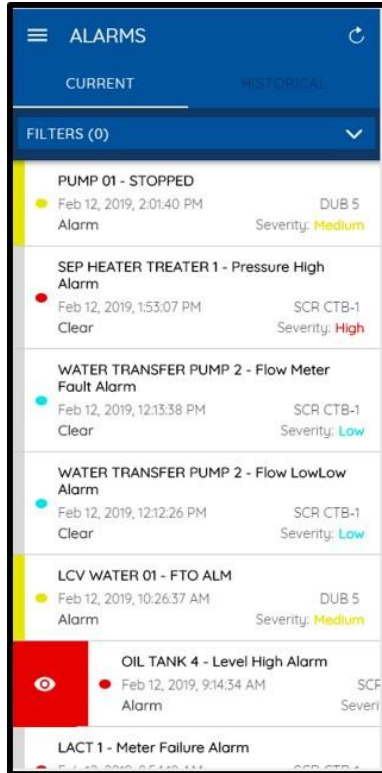 ALARMS
CURRENT
HISTORICAL
FILTERS (0)
PUMP 01 - STOPPED
Feb 12, 2019, 2:01:40 PM DUB 5
Alarm Severity: Medium
SEP HEATER TREATER 1 - Pressure High
Alarm
Feb 12, 2019, 1:53:07 PM SCR CTB-1
Clear Severity: High
WATER TRANSFER PUMP 2 - Flow Meter
Fault Alarm
Feb 12, 2019, 12:13:38 PM SCR CTB-1
Clear Severity: Low
WATER TRANSFER PUMP 2 - Flow LowLow
Alarm
Feb 12, 2019, 12:12:26 PM SCR CTB-1
Clear Severity: Low
LCV WATER 01 - FTO ALM
Feb 12, 2019, 10:26:37 AM DUB 5
Alarm Severity: Medium
OIL TANK 4 - Level High Alarm
Feb 12, 2019, 9:14:34 AM
Alarm
LACT 1 - Meter Failure Alarm